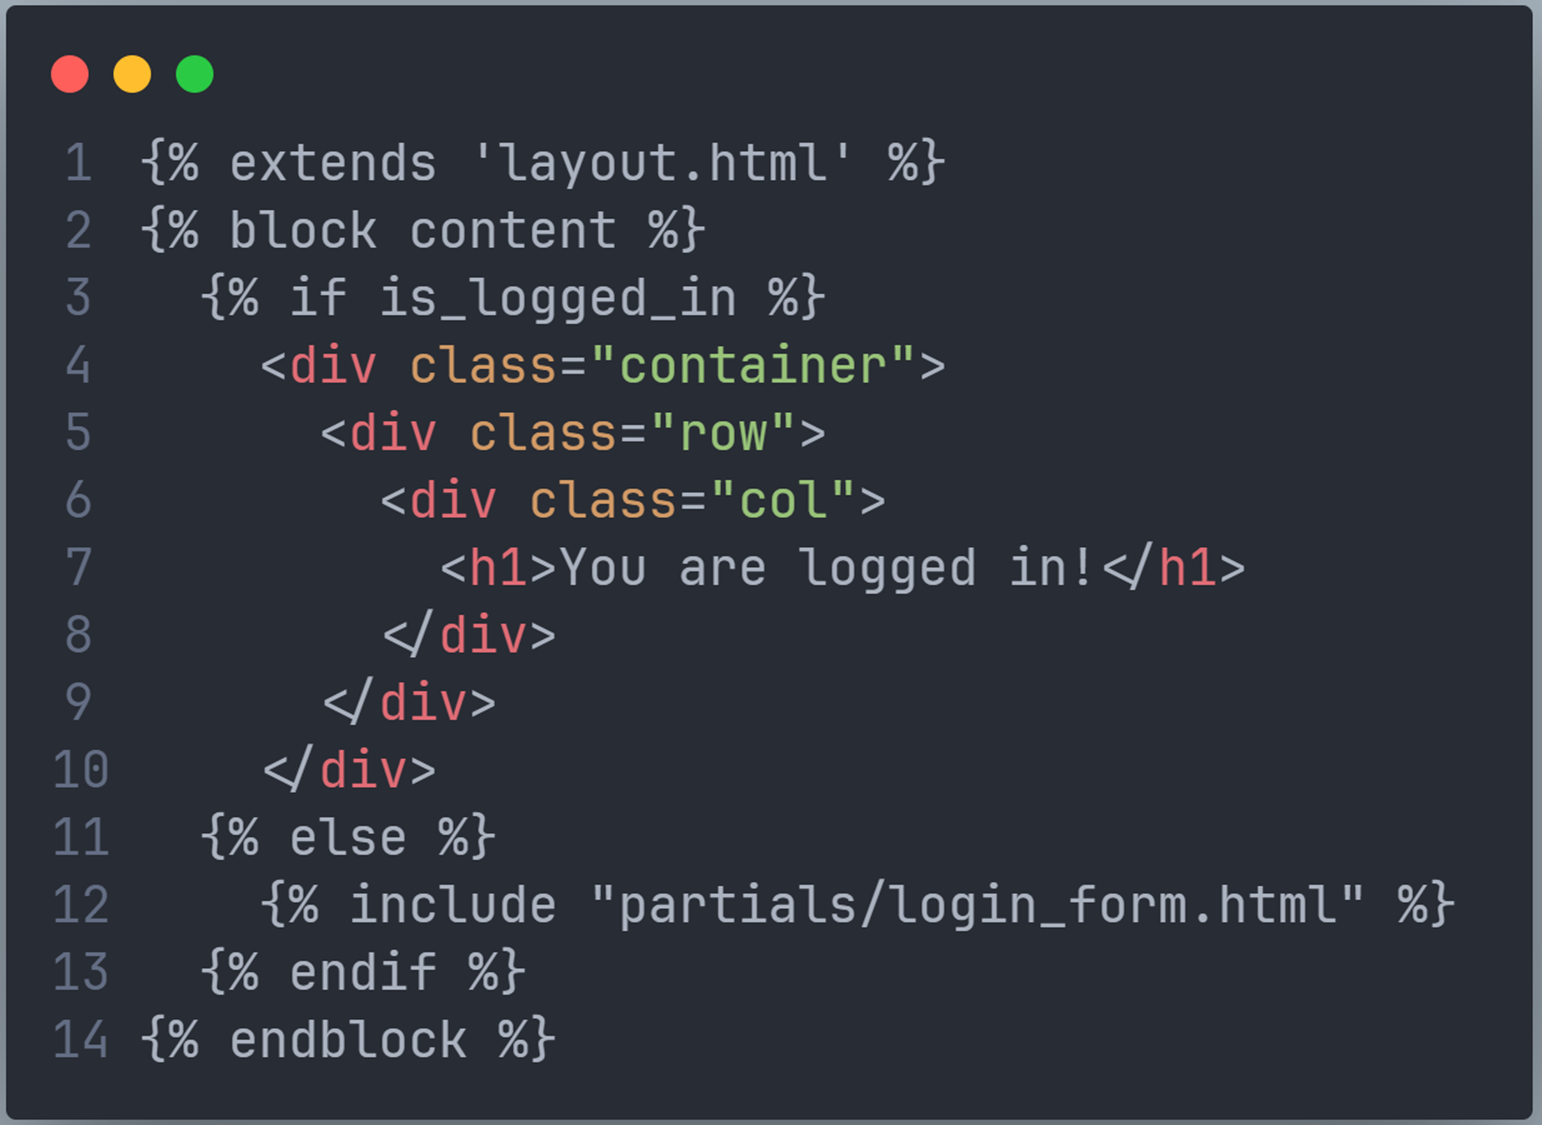 1 {% extends 'layout.html' %}
2 {% block content %}
3   {% if is_logged_in %}
4     <div class="container">
5       <div class="row">
6         <div class="col">
7           <h1>You are logged in!</h1>
8         </div>
9       </div>
10     </div>
11   {% else %}
12     {% include "partials/login_form.html" %}
13   {% endif %}
14 {% endblock %}